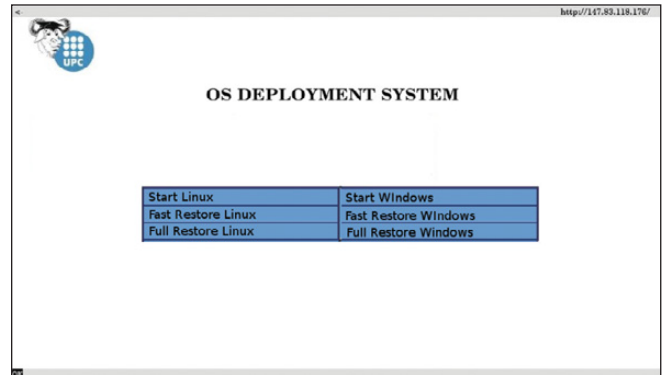 <-
http://147.83.118.176/
UPC
OS DEPLOYMENT SYSTEM
Start Linux
Start Windows
Fast Restore Linux
Fast Restore Windows
Full Restore Linux
Full Restore Windows